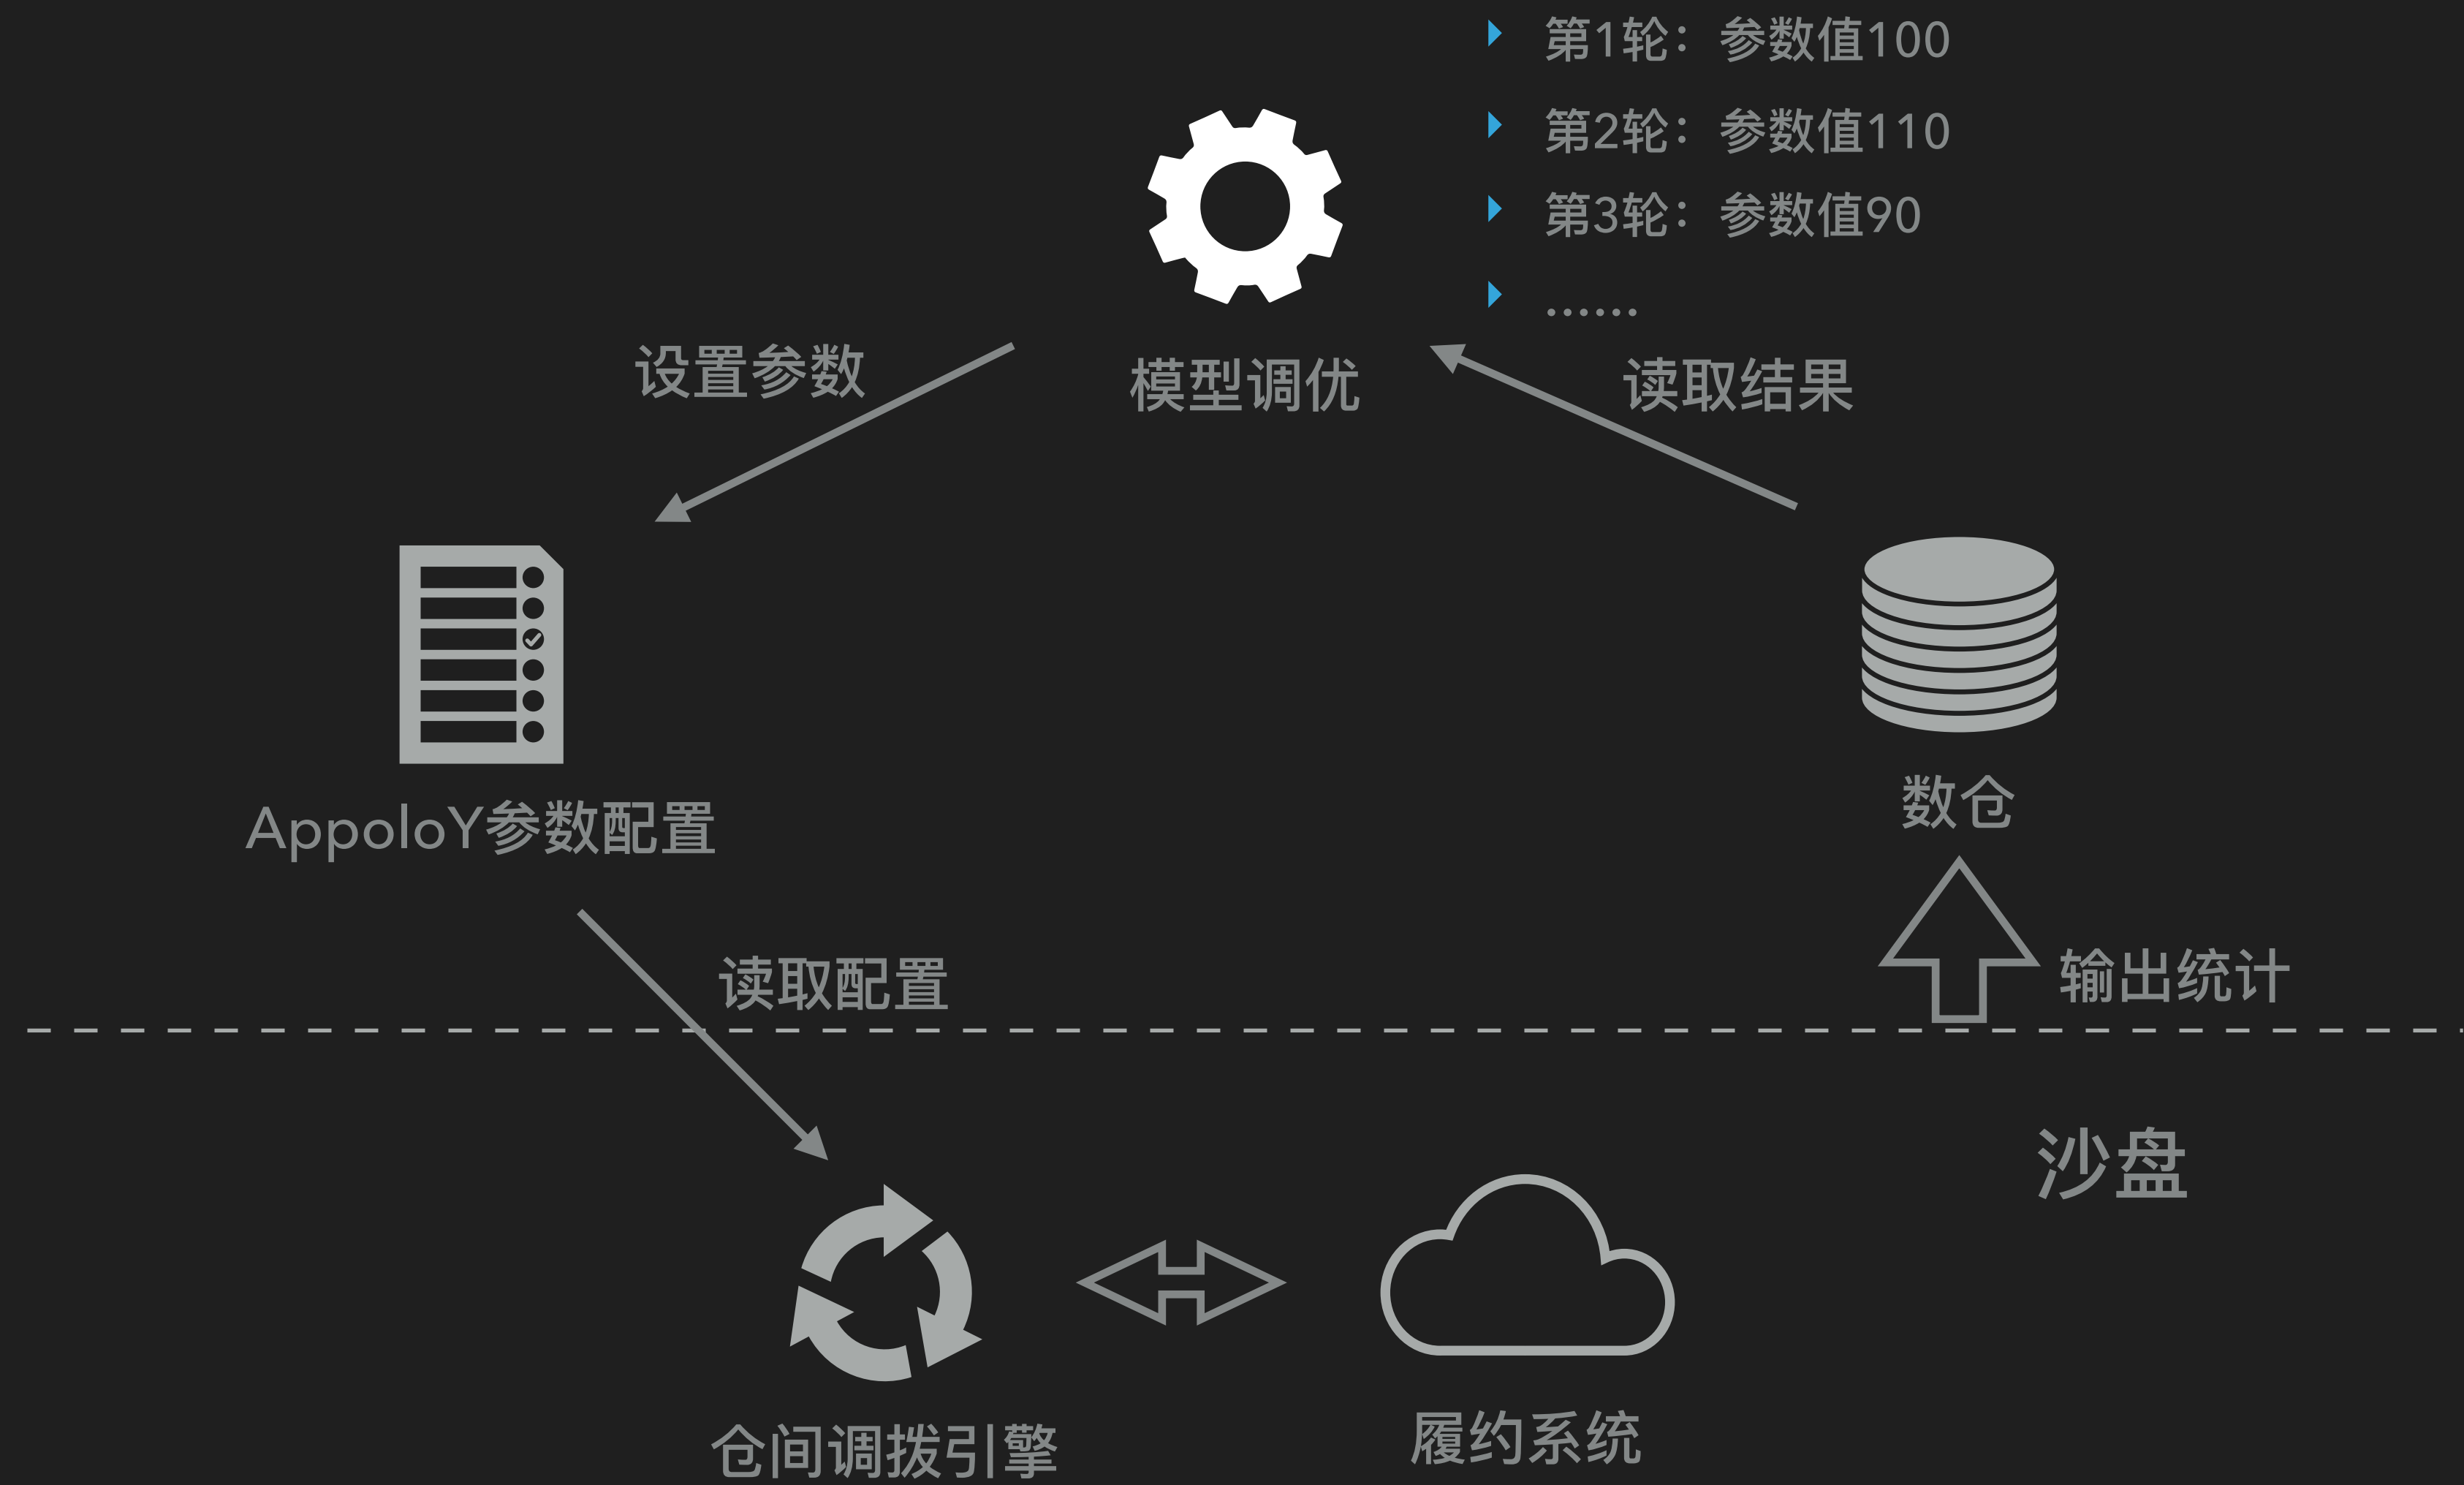 第1轮：参数值100
第2轮：参数值110
第3轮：参数值90
……
设置参数
模型调优
读取结果
AppoloY参数配置
数仓
读取配置
输出统计
沙盘
仓间调拨引擎
履约系统